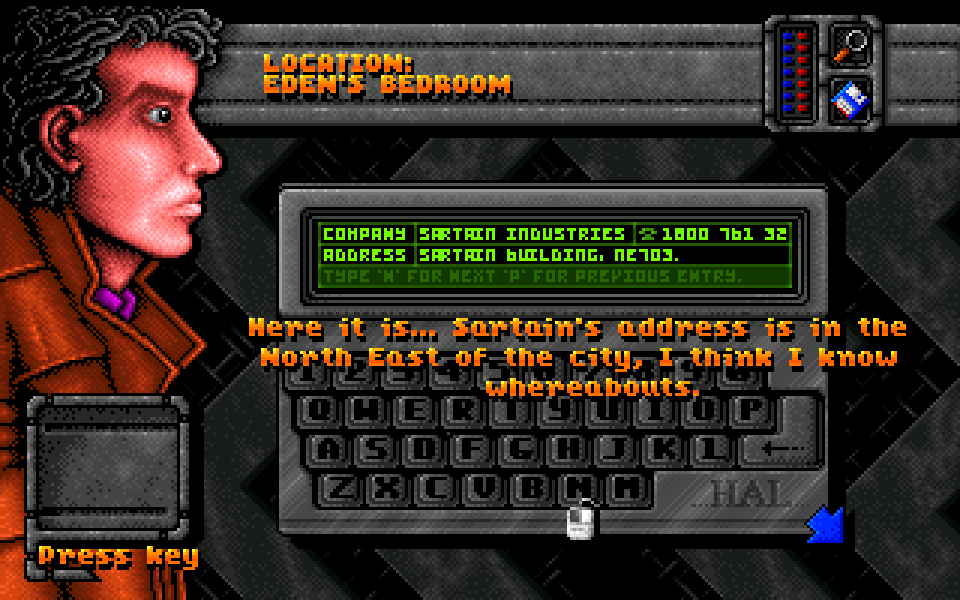 LOCATION:
EDEN'S BEDROOM
COMPANY SARTAIN INDUSTRIES ☎1800 761 32
ADDRESS SARTAIN BUILDING, NE703.
TYPE 'N' FOR NEXT 'P' FOR PREVIOUS ENTRY.
Here it is... Sartain's address is in the
North East of the city, I think I know
whereabouts.
Q W E R T Y U I O P
A S D F G H J K L
Z X C V B N M ...HAL
Press key